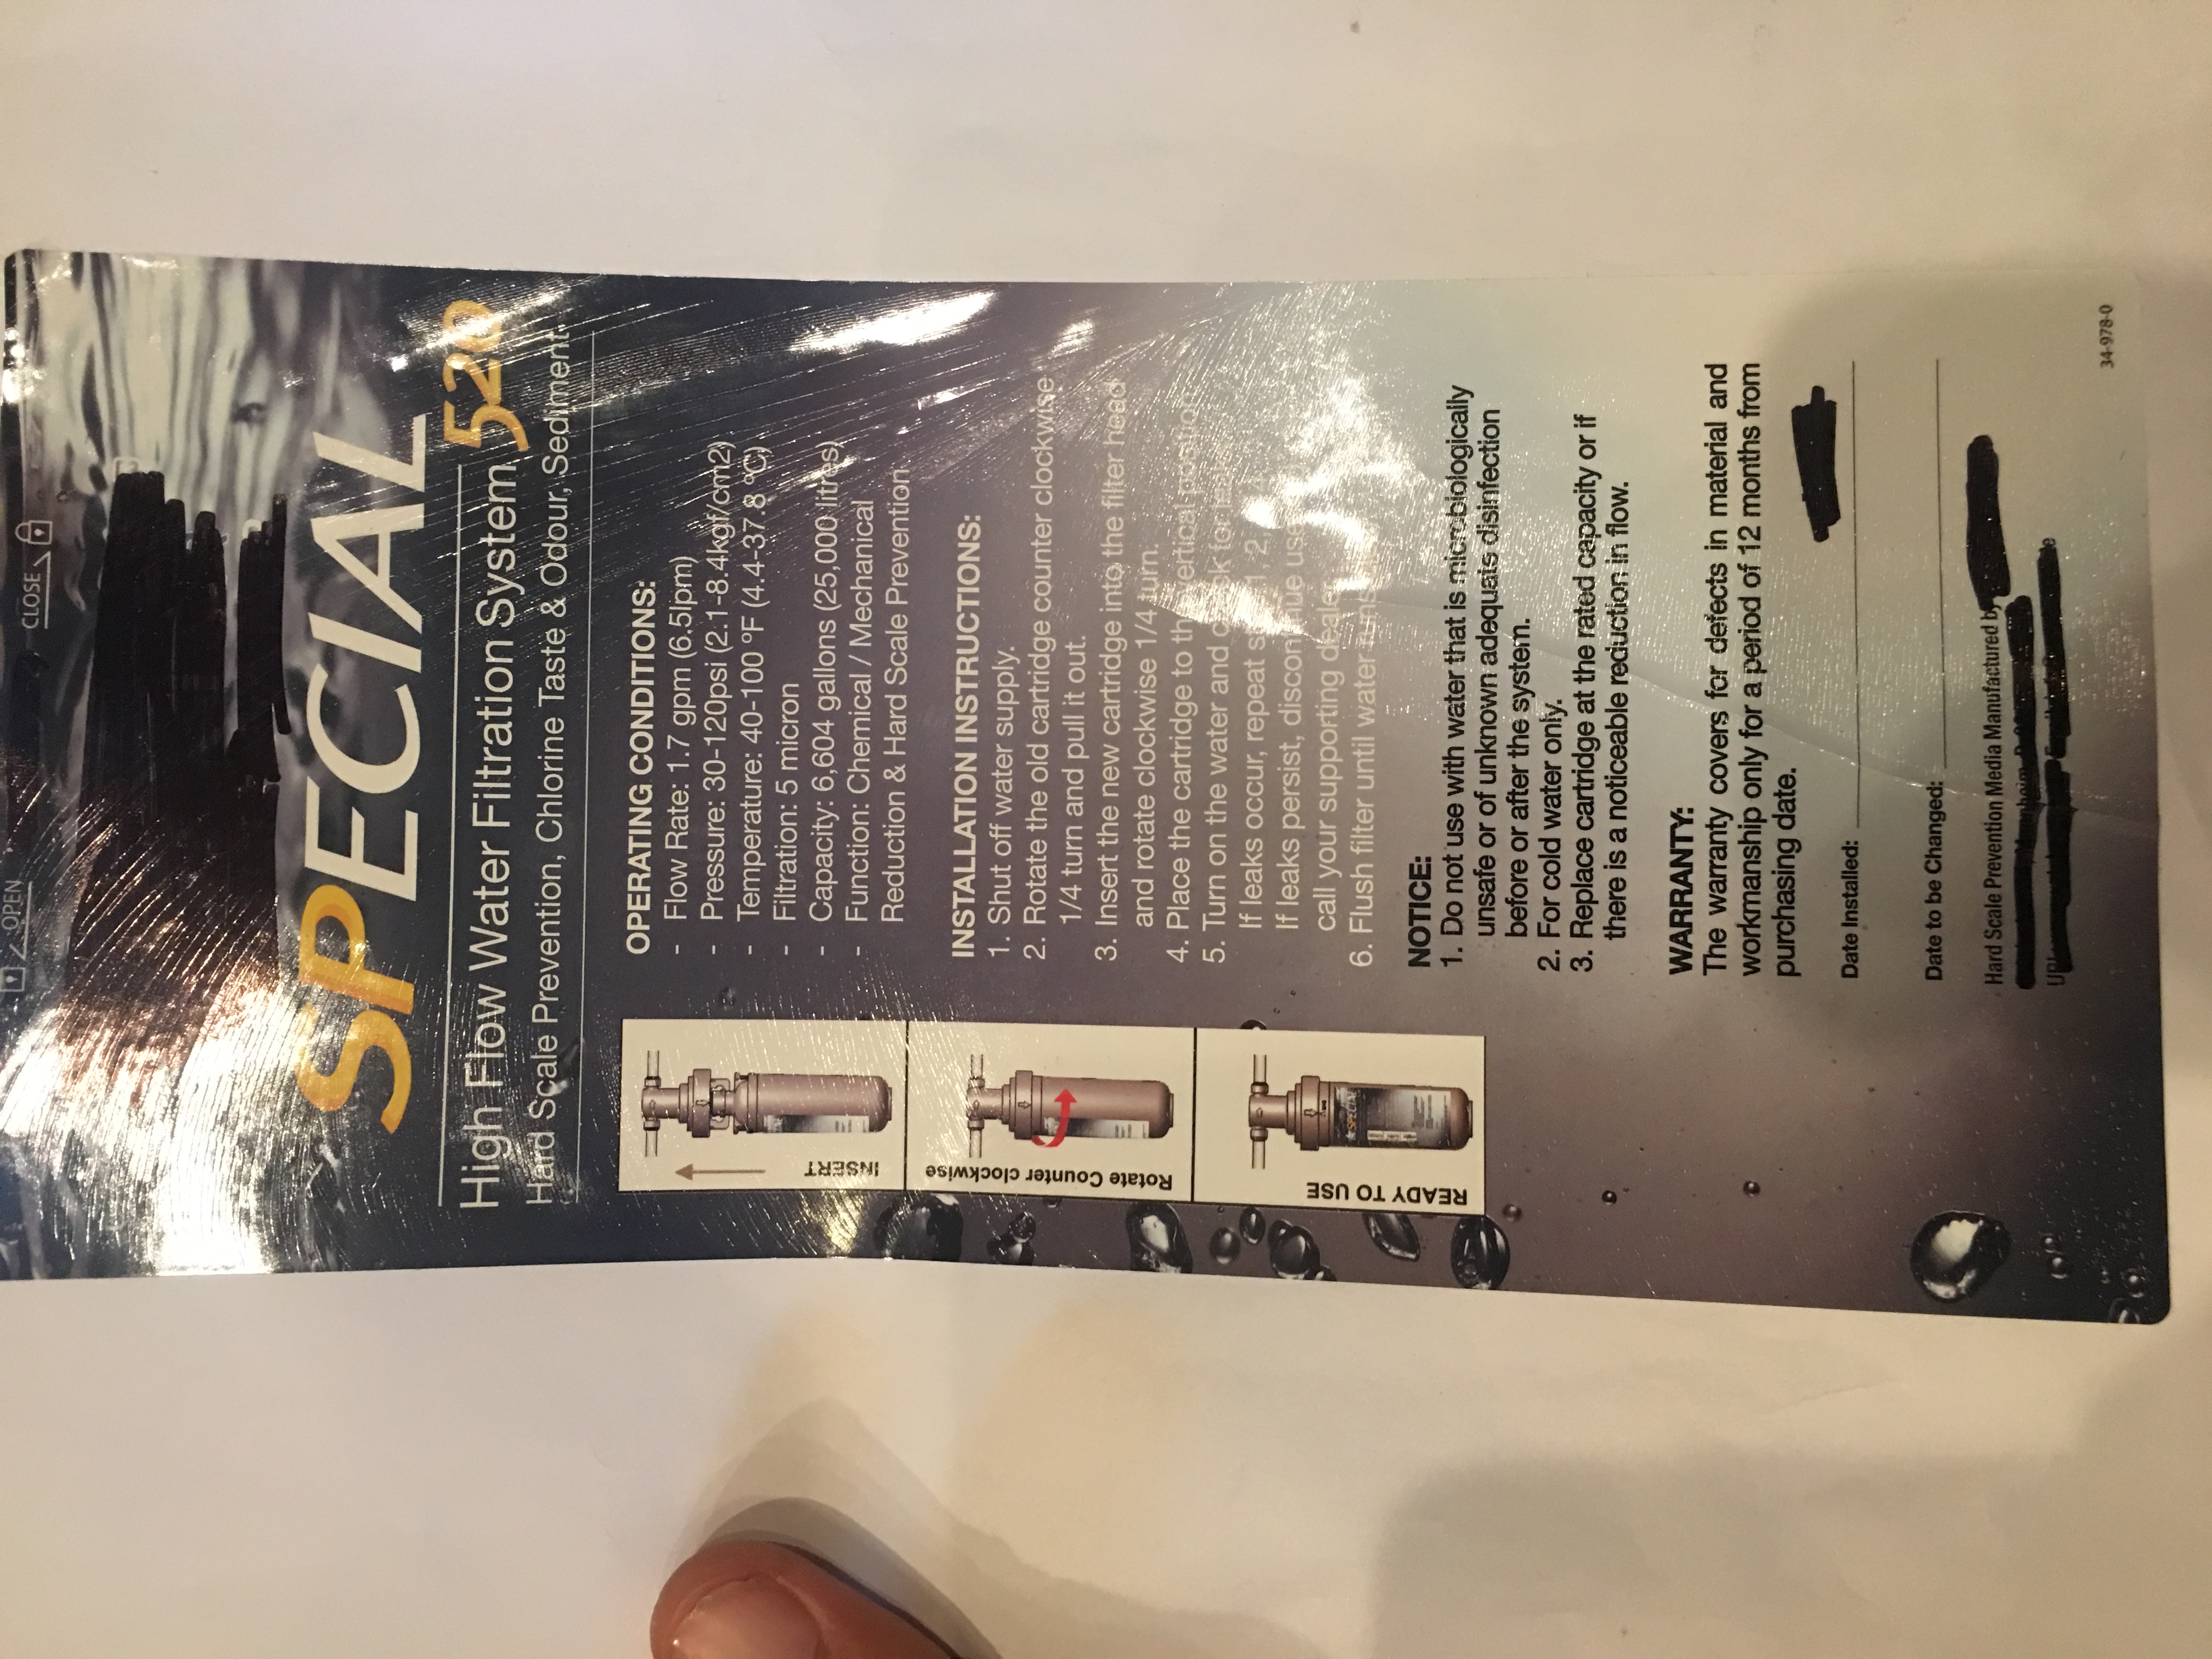 OPEN CLOSE
SPECIAL
High Flow Water Filtration System 520
Hard Scale Prevention, Chlorine Taste & Odour, Sediment
OPERATING CONDITIONS:
- Flow Rate: 1.7 gpm (6.5lpm)
- Pressure: 30-120psi (2.1-8.4kgf/cm2)
- Temperature: 40-100 °F (4.4-37.8 °C)
- Filtration: 5 micron
- Capacity: 6,604 gallons (25,000 litres)
- Function: Chemical / Mechanical
Reduction & Hard Scale Prevention
INSTALLATION INSTRUCTIONS:
1. Shut off water supply.
2. Rotate the old cartridge counter clockwise
1/4 turn and pull it out.
3. Insert the new cartridge into the filter head
and rotate clockwise 1/4 turn.
4. Place the cartridge to the vertical position
5. Turn on the water and check for
If leaks occur, repeat 1, 2, 4
If leaks persist, discontinue use
call your supporting dealer
6. Flush filter until water runs
INSERT
Rotate Counter clockwise
READY TO USE
NOTICE:
1. Do not use with water that is microbiologically
unsafe or of unknown adequate disinfection
before or after the system.
2. For cold water only.
3. Replace cartridge at the rated capacity or if
there is a noticeable reduction in flow.
WARRANTY:
The warranty covers for defects in material and
workmanship only for a period of 12 months from
purchasing date.
Date Installed:
Date to be Changed:
Hard Scale Prevention Media Manufactured by
34-978-0